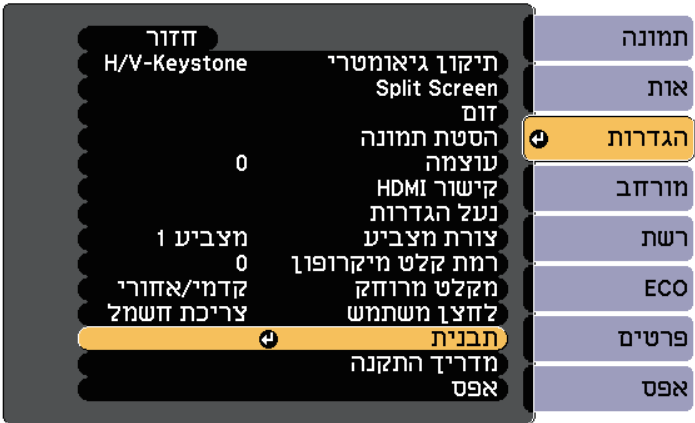 תמונה
אות
הגדרות
מורחב
רשת
ECO
פרטים
אפס
חזור
תיקון גיאומטרי H/V-Keystone
Split Screen
זום
הסטת תמונה
עוצמה 0
קישור HDMI
נעל הגדרות
צורת מצביע מצביע 1
רמת קלט מיקרופון 0
מקלט מרוחק קדמי/אחורי
לחצן משתמש צריכת חשמל
תבנית
מדריך התקנה
אפס